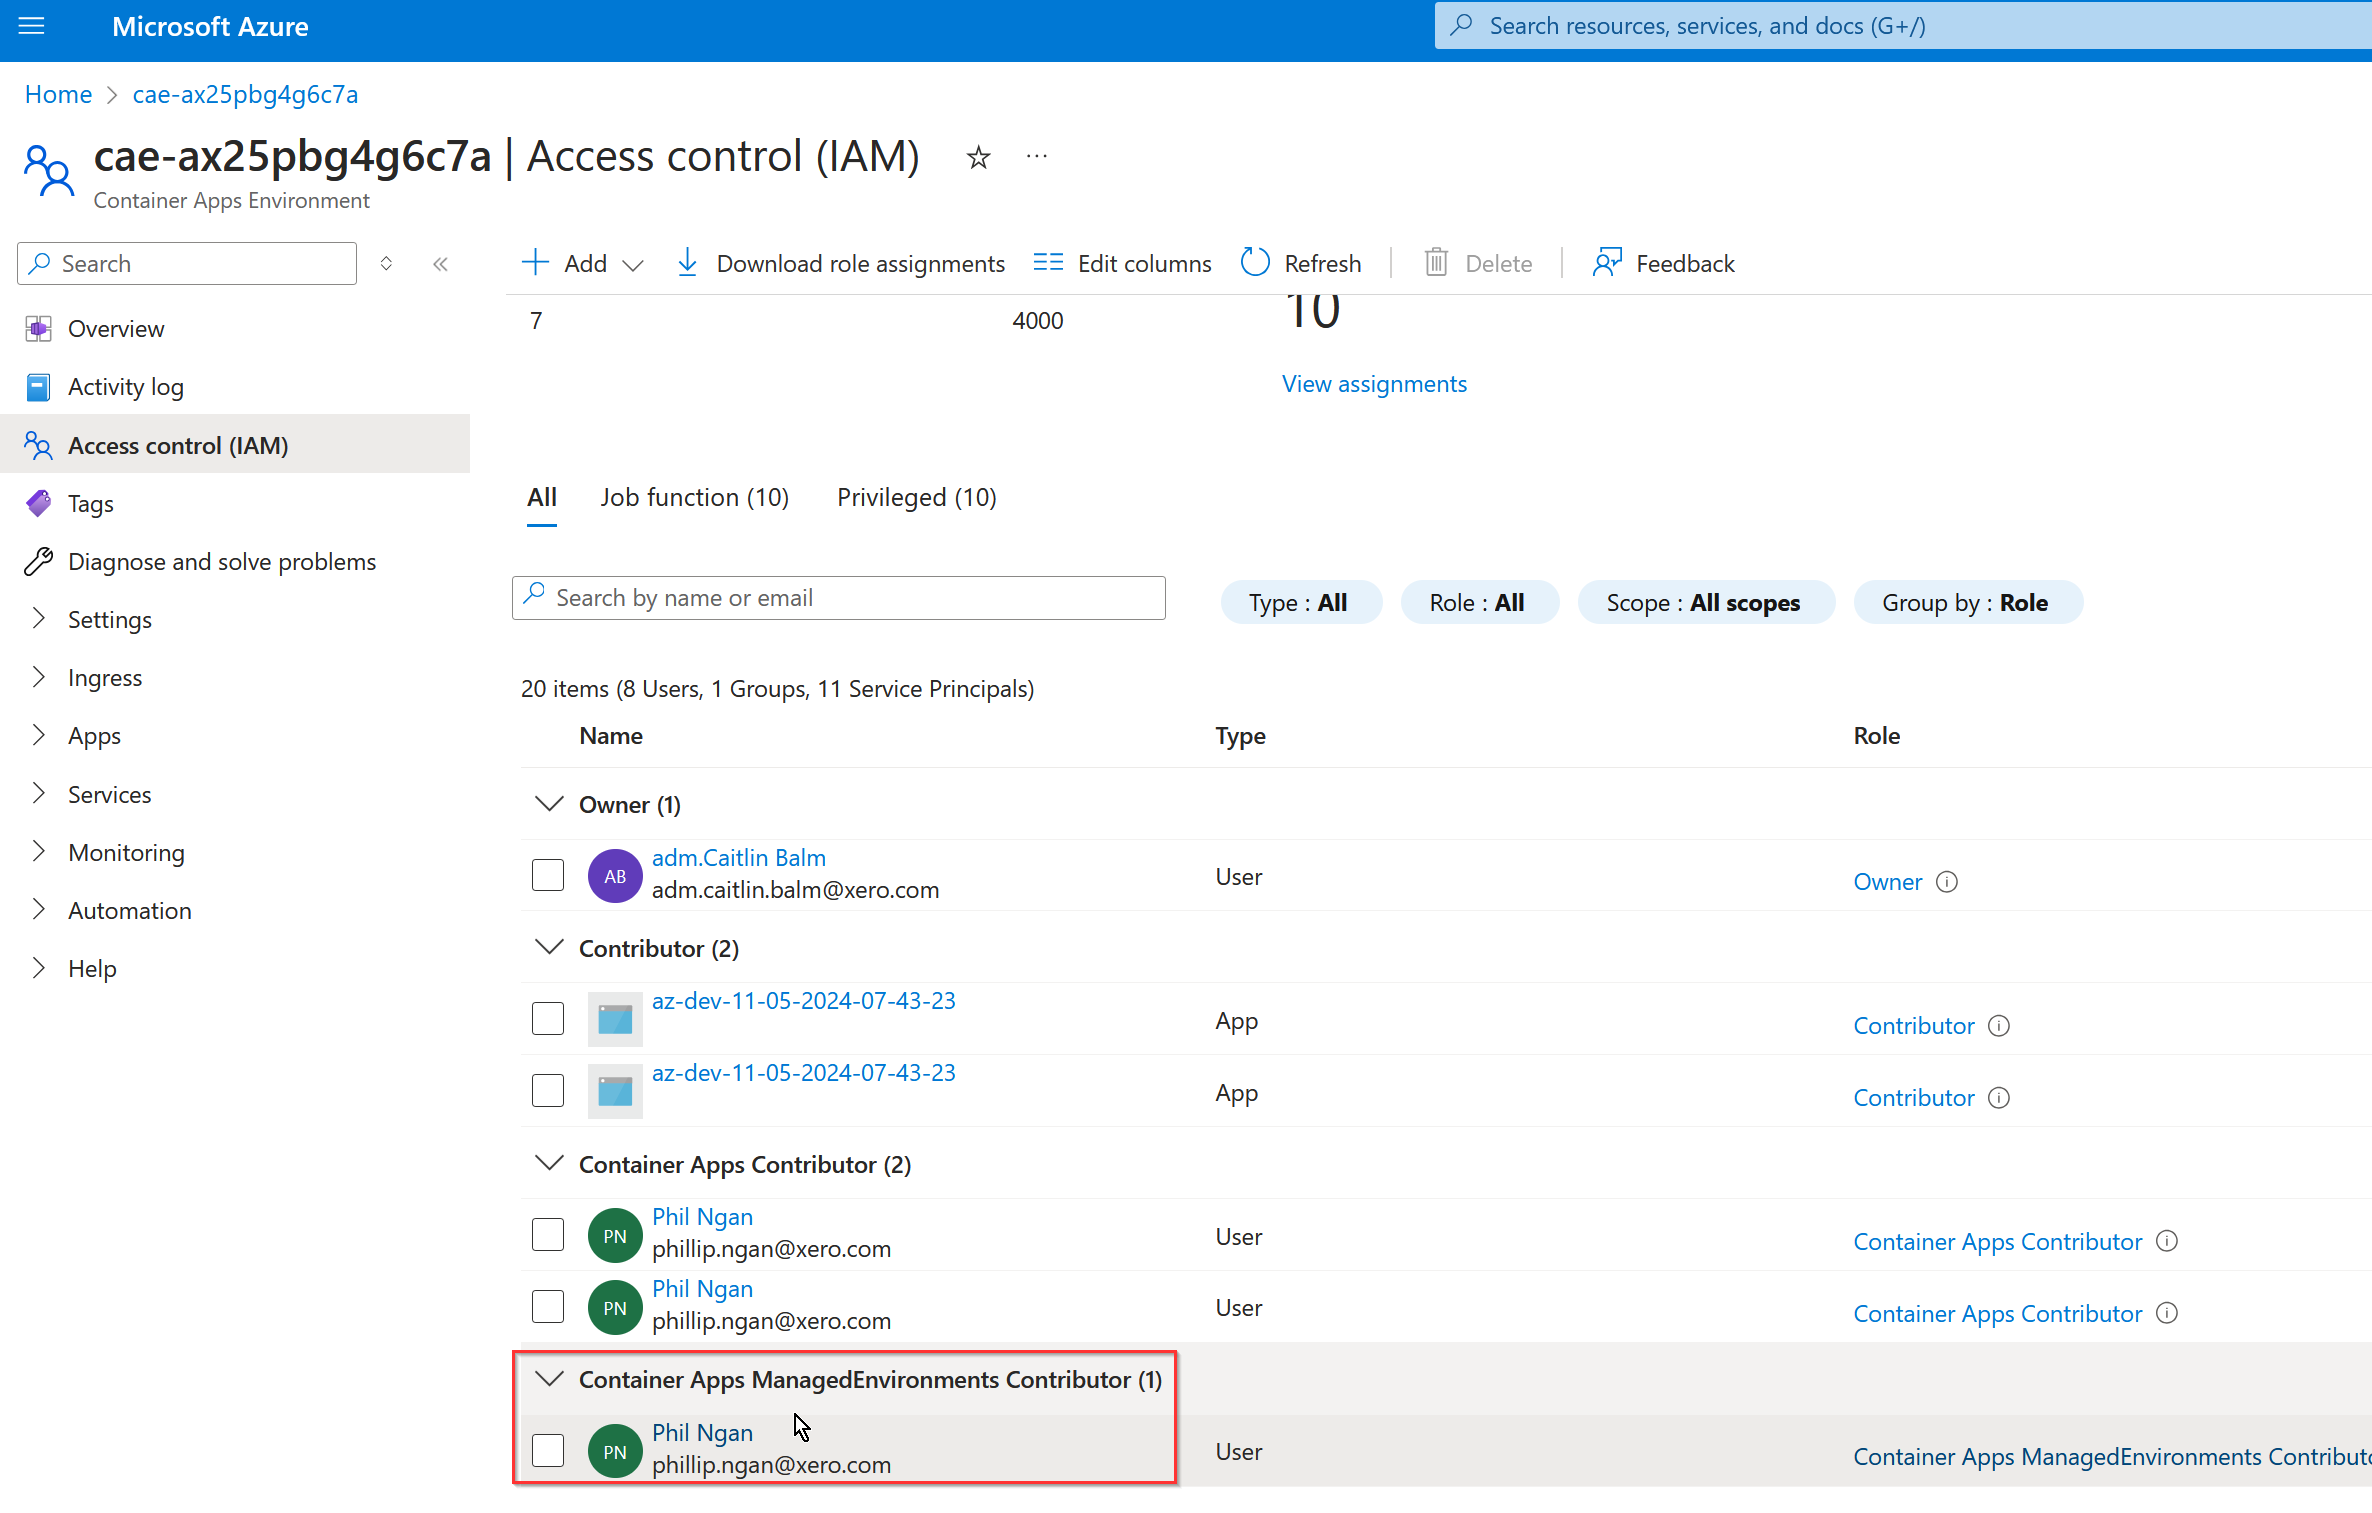 Microsoft Azure
Search resources, services, and docs (G+/)
Home > cae-ax25pbg4g6c7a
cae-ax25pbg4g6c7a | Access control (IAM)
Container Apps Environment
Search
Add
Download role assignments
Edit columns
Refresh
Delete
Feedback
Overview
Activity log
Access control (IAM)
Tags
Diagnose and solve problems
Settings
Ingress
Apps
Services
Monitoring
Automation
Help
7
4000
10
View assignments
All
Job function (10)
Privileged (10)
Search by name or email
Type : All
Role : All
Scope : All scopes
Group by : Role
20 items (8 Users, 1 Groups, 11 Service Principals)
Name Type Role
Owner (1)
AB
adm.Caitlin Balm
adm.caitlin.balm@xero.com
User
Owner
Contributor (2)
az-dev-11-05-2024-07-43-23
App
Contributor
az-dev-11-05-2024-07-43-23
App
Contributor
Container Apps Contributor (2)
PN
Phil Ngan
phillip.ngan@xero.com
User
Container Apps Contributor
PN
Phil Ngan
phillip.ngan@xero.com
User
Container Apps Contributor
Container Apps ManagedEnvironments Contributor (1)
PN
Phil Ngan
phillip.ngan@xero.com
User
Container Apps ManagedEnvironments Contributo